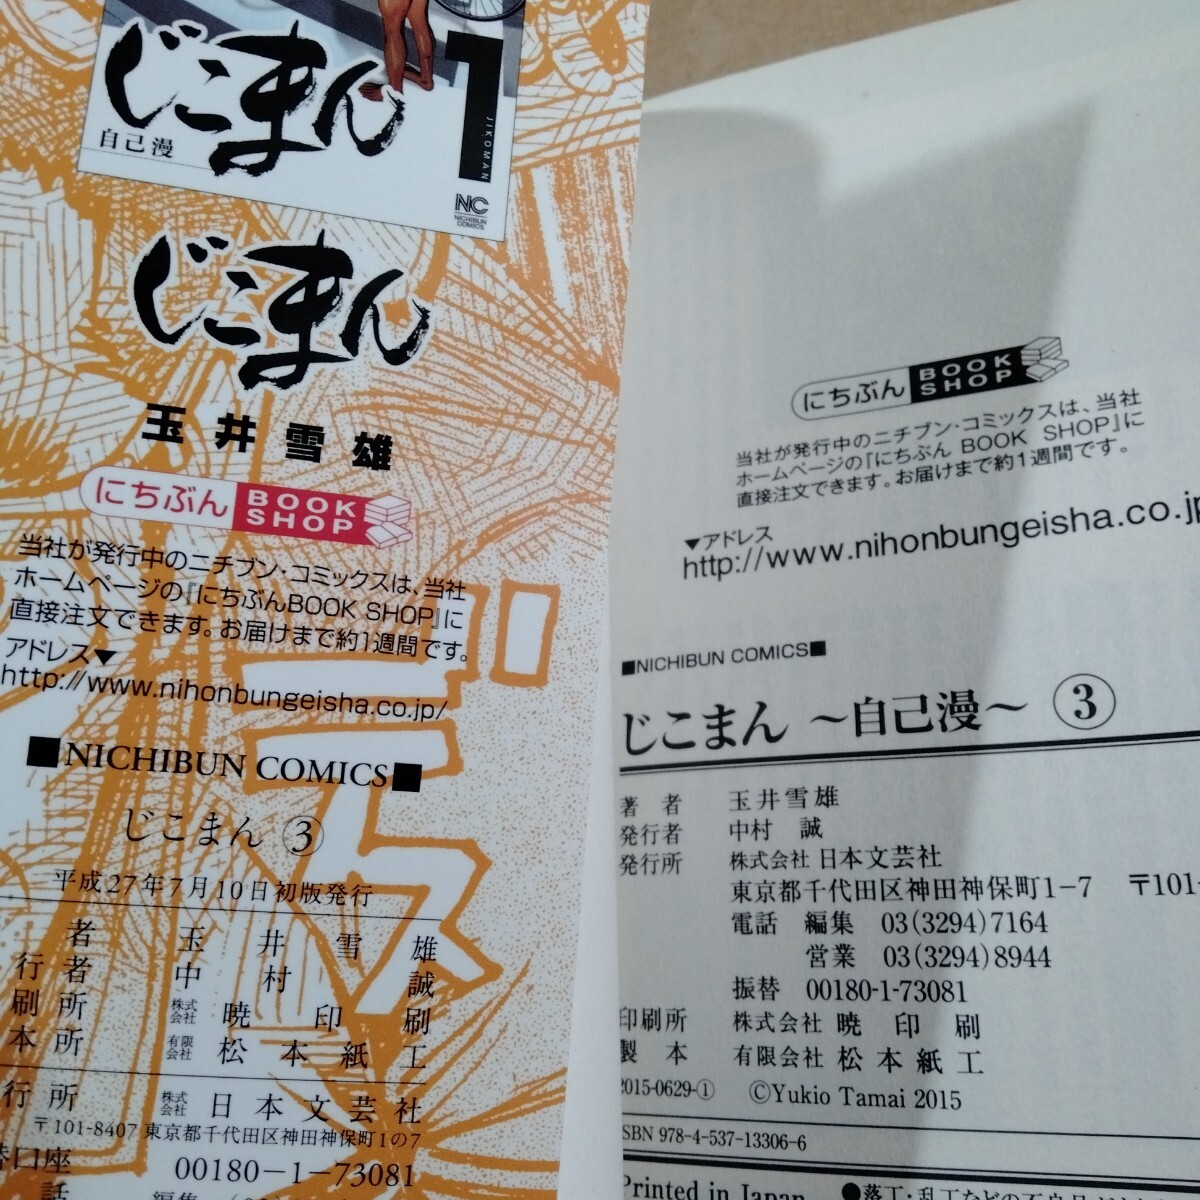 じこまん
自己漫
1
JIKOMAN
NC
NICHIBUN
COMICS
じこまん
玉井雪雄
にちぶん BOOK SHOP
当社が発行中のニチブン・コミックスは、当社
ホームページの『にちぶんBOOK SHOP』に
直接注文できます。お届けまで約1週間です。
アドレス▼
http://www.nihonbungeisha.co.jp/
■NICHIBUN COMICS■
じこまん ③
平成27年7月10日初版発行
者 玉井雪雄
行者 中村誠
刷所 株式会社 暁印刷
本所 有限会社 松本紙工
行所 株式会社 日本文芸社
〒101-8407 東京都千代田区神田神保町1の7
口座 00180-1-73081
話 編集
にちぶん BOOK SHOP
当社が発行中のニチブン・コミックスは、当社
ホームページの『にちぶん BOOK SHOP』に
直接注文できます。お届けまで約1週間です。
▼アドレス
http://www.nihonbungeisha.co.jp
■NICHIBUN COMICS■
じこまん 〜自己漫〜 ③
著者 玉井雪雄
発行者 中村 誠
発行所 株式会社 日本文芸社
東京都千代田区神田神保町1-7 〒101-
電話 編集 03(3294)7164
営業 03(3294)8944
振替 00180-1-73081
印刷所 株式会社 暁印刷
製本 有限会社 松本紙工
2015-0629-① ©Yukio Tamai 2015
ISBN 978-4-537-13306-6
Printed in Japan ●落丁・乱丁などの不良品